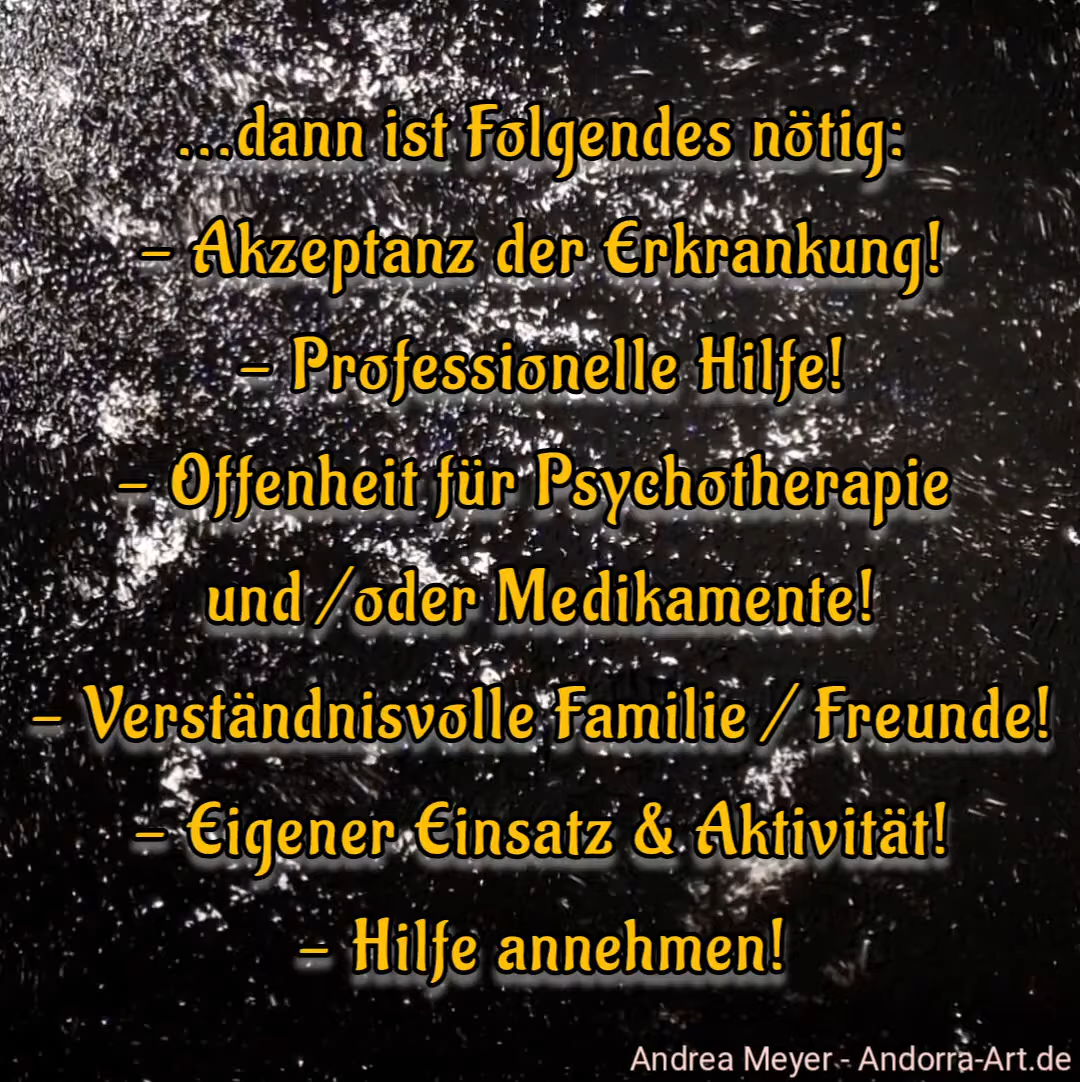 ...dann ist Folgendes nötig:
– Akzeptanz der Erkrankung!
– Professionelle Hilfe!
– Offenheit für Psychotherapie
und /oder Medikamente!
– Verständnisvolle Familie / Freunde!
– Eigener Einsatz & Aktivität!
– Hilfe annehmen!
Andrea Meyer - Andorra-Art.de